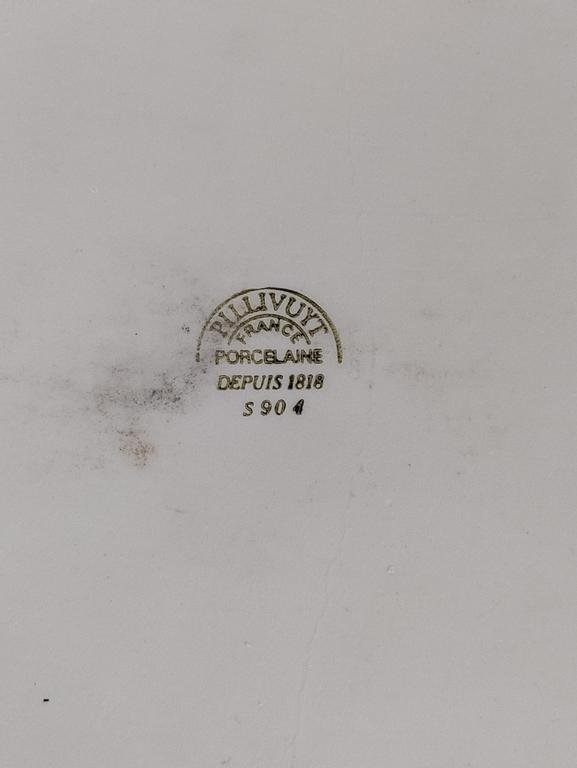 PILLIVUYT
FRANCE
PORCELAINE
DEPUIS 1818
S 90 4